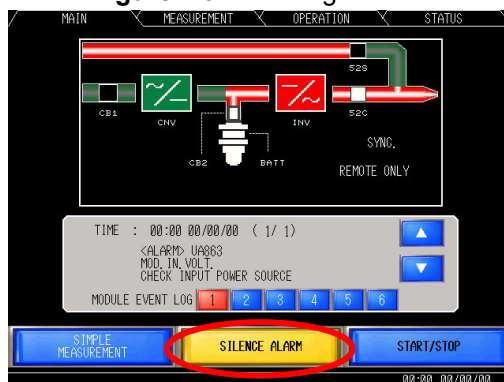 MAIN MEASUREMENT OPERATION STATUS
52S
CB1
CNV
INV
52C
CB2
BATT
SYNC.
REMOTE ONLY
TIME : 00:00 00/00/00 ( 1/ 1)
<ALARM> UA863
MOD. IN. VOLT.
CHECK INPUT POWER SOURCE
MODULE EVENT LOG 1 2 3 4 5 6
SIMPLE
MEASUREMENT
SILENCE ALARM
START/STOP
00:00 00/00/00